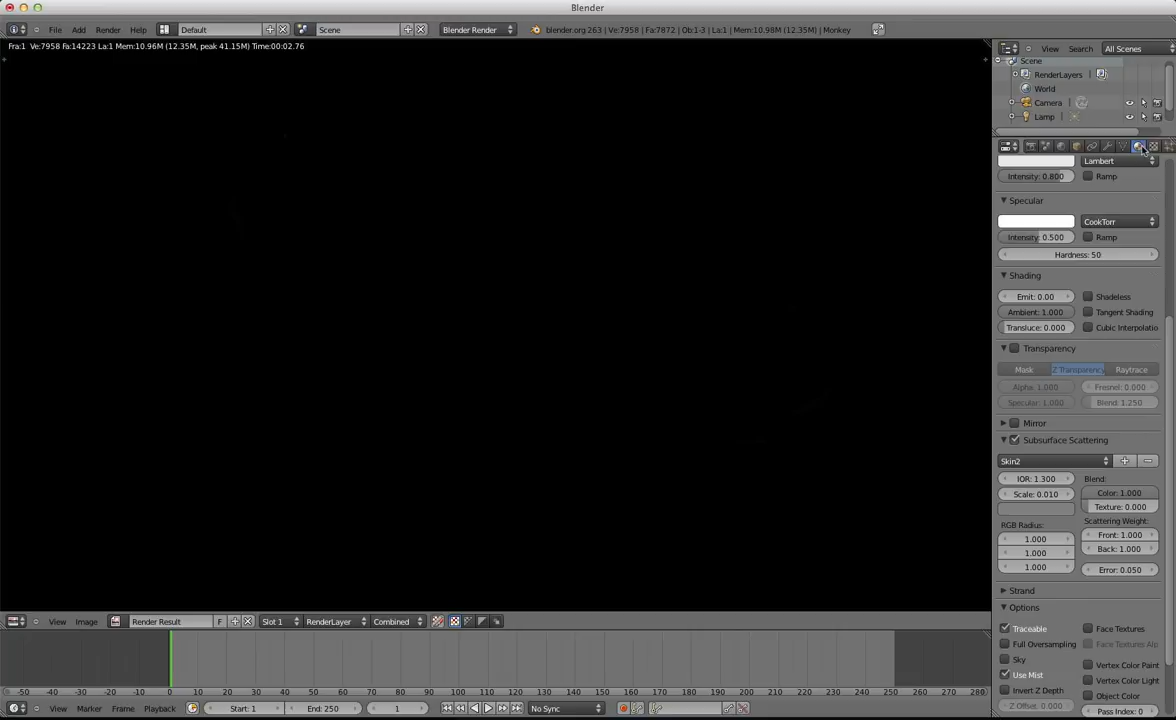 Blender
File Add Render Help Default Scene Blender Render blender.org 263 | Ve:7958 | Fa:7872 | Ob:1-3 | La:1 | Mem:10.98M (12.35M) | Monkey
Fra:1 Ve:7958 Fa:14223 La:1 Mem:10.96M (12.35M, peak 41.15M) Time:00:02.76
View Search All Scenes
Scene
RenderLayers
World
Camera
Lamp
Lambert
Intensity: 0.800 Ramp
Specular
CookTorr
Intensity: 0.500 Ramp
Hardness: 50
Shading
Emit: 0.00 Shadeless
Ambient: 1.000 Tangent Shading
Transluce: 0.000 Cubic Interpolatio
Transparency
Mask Z Transparency Raytrace
Alpha: 1.000 Fresnel: 0.000
Specular: 1.000 Blend: 1.250
Mirror
Subsurface Scattering
Skin2
IOR: 1.300 Blend:
Scale: 0.010 Color: 1.000
Texture: 0.000
RGB Radius: Scattering Weight:
1.000 Front: 1.000
1.000 Back: 1.000
1.000 Error: 0.050
Strand
Options
Traceable Face Textures
Full Oversampling Face Textures Alp
Sky Vertex Color Paint
Use Mist Vertex Color Light
Invert Z Depth Object Color
Z Offset: 0.000 Pass Index: 0
View Image Render Result F Slot 1 RenderLayer Combined
-50 -40 -30 -20 -10 0 10 20 30 40 50 60 70 80 90 100 110 120 130 140 150 160 170 180 190 200 210 220 230 240 250 260 270 280
View Marker Frame Playback Start: 1 End: 250 1 No Sync